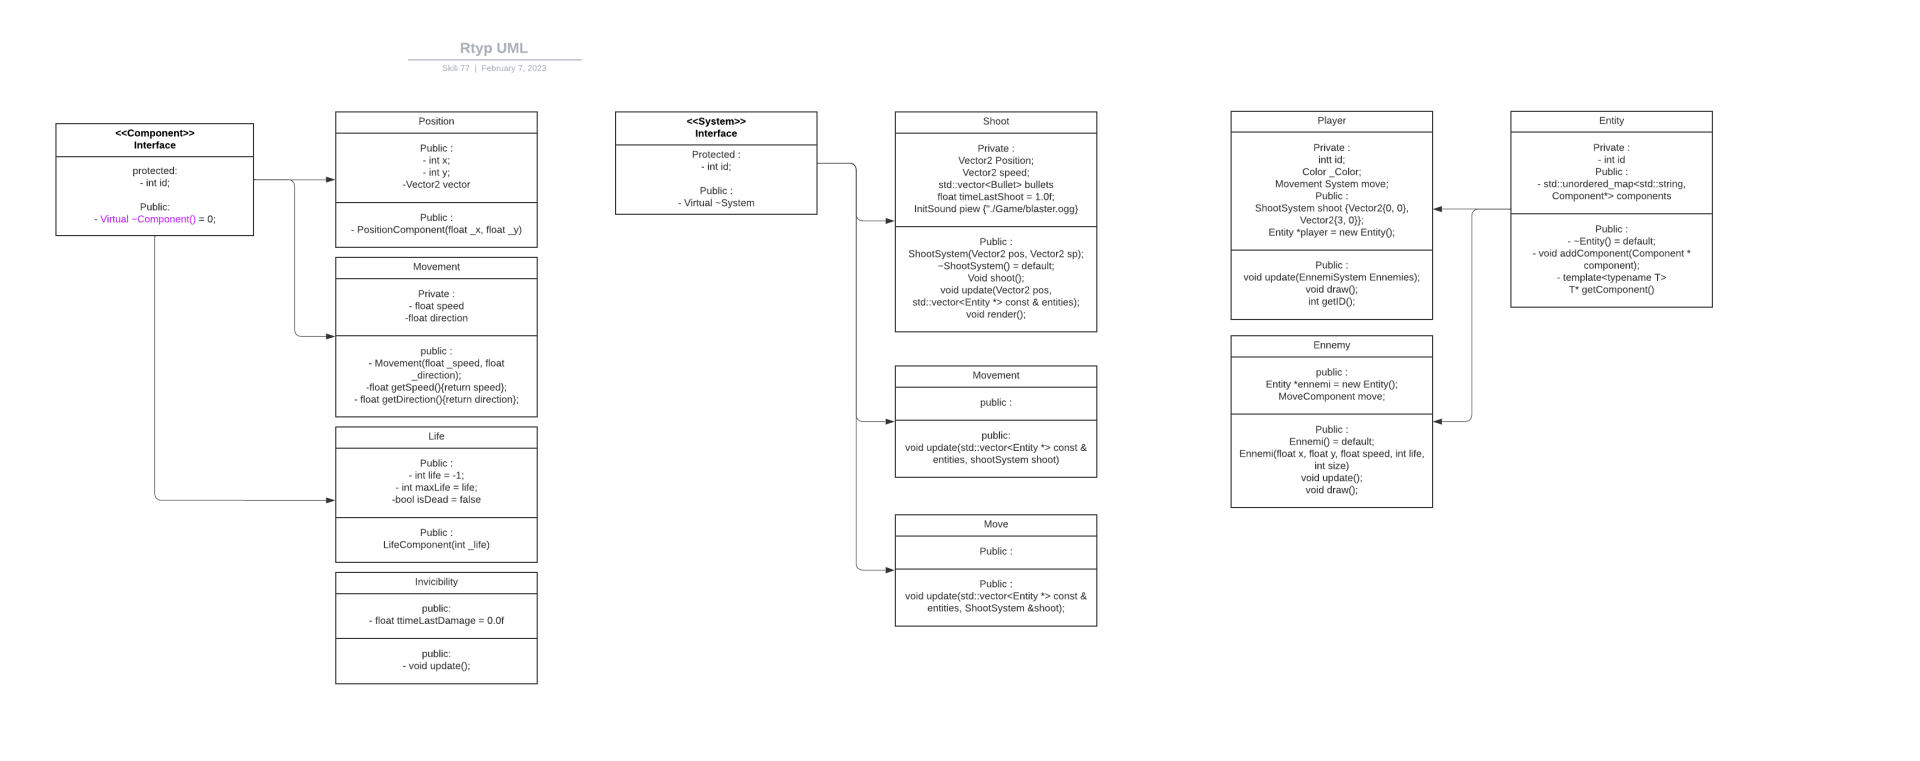 Rtyp UML
Skili 77 | February 7, 2023
<<Component>>
Interface
protected:
- int id;
Public:
- Virtual ~Component() = 0;
Position
Public :
- int x;
- int y;
-Vector2 vector
Public :
- PositionComponent(float _x, float _y)
Movement
Private :
- float speed
-float direction
public :
- Movement(float _speed, float
_direction);
-float getSpeed(){return speed};
- float getDirection(){return direction};
Life
Public :
- int life = -1;
- int maxLife = life;
-bool isDead = false
Public :
LifeComponent(int _life)
Invicibility
public:
- float ttimeLastDamage = 0.0f
public:
- void update();
<<System>>
Interface
Protected :
- int id;
Public :
- Virtual ~System
Shoot
Private :
Vector2 Position;
Vector2 speed;
std::vector<Bullet> bullets
float timeLastShoot = 1.0f;
InitSound piew {"./Game/blaster.ogg}
Public :
ShootSystem(Vector2 pos, Vector2 sp);
~ShootSystem() = default;
Void shoot();
void update(Vector2 pos,
std::vector<Entity *> const & entities);
void render();
Movement
public :
public:
void update(std::vector<Entity *> const &
entities, shootSystem shoot)
Move
Public :
Public :
void update(std::vector<Entity *> const &
entities, ShootSystem &shoot);
Player
Private :
intt id;
Color _Color;
Movement System move;
Public :
ShootSystem shoot {Vector2{0, 0},
Vector2{3, 0}};
Entity *player = new Entity();
Public :
void update(EnnemiSystem Ennemies);
void draw();
int getID();
Ennemy
public :
Entity *ennemi = new Entity();
MoveComponent move;
Public :
Ennemi() = default;
Ennemi(float x, float y, float speed, int life,
int size)
void update();
void draw();
Entity
Private :
- int id
Public :
- std::unordered_map<std::string,
Component*> components
Public :
- ~Entity() = default;
- void addComponent(Component *
component);
- template<typename T>
T* getComponent()